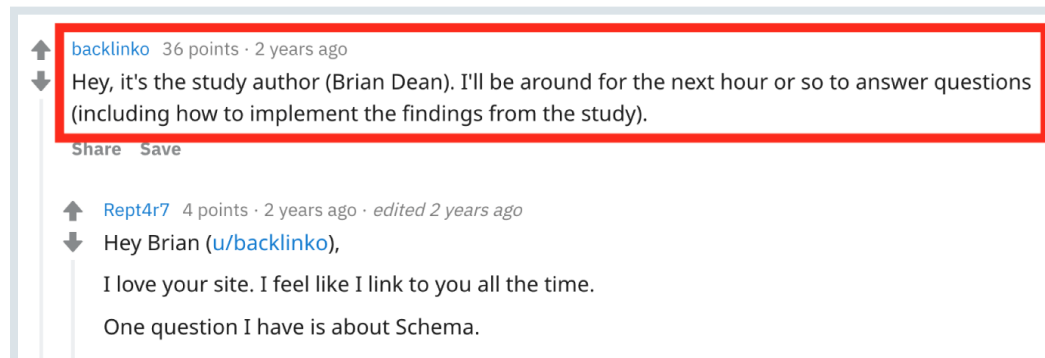 backlinko 36 points · 2 years ago
Hey, it's the study author (Brian Dean). I'll be around for the next hour or so to answer questions
(including how to implement the findings from the study).
Share Save
Rept4r7 4 points · 2 years ago · edited 2 years ago
Hey Brian (u/backlinko),
I love your site. I feel like I link to you all the time.
One question I have is about Schema.